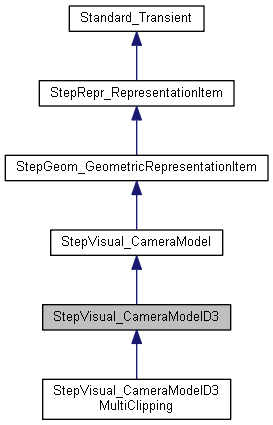 Standard_Transient
StepRepr_RepresentationItem
StepGeom_GeometricRepresentationItem
StepVisual_CameraModel
StepVisual_CameraModelD3
StepVisual_CameraModelD3
MultiClipping